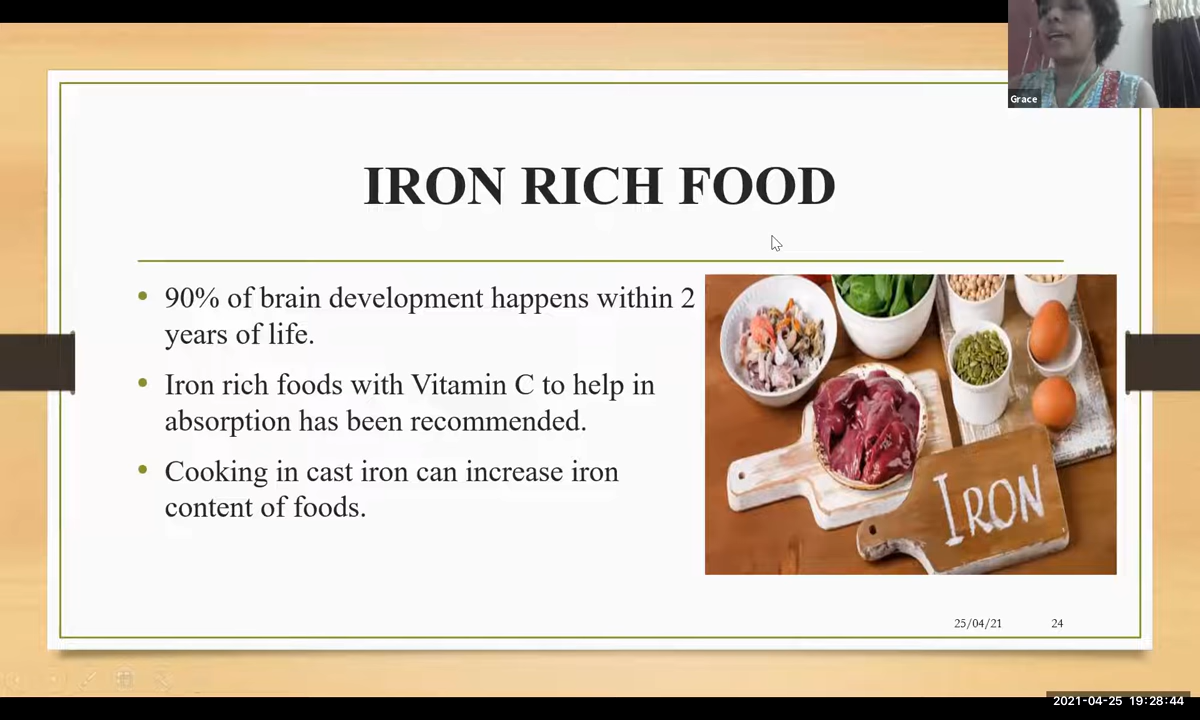 Grace
IRON RICH FOOD
• 90% of brain development happens within 2
years of life.
• Iron rich foods with Vitamin C to help in
absorption has been recommended.
• Cooking in cast iron can increase iron
content of foods.
IRON
25/04/21 24
2021-04-25 19:28:44